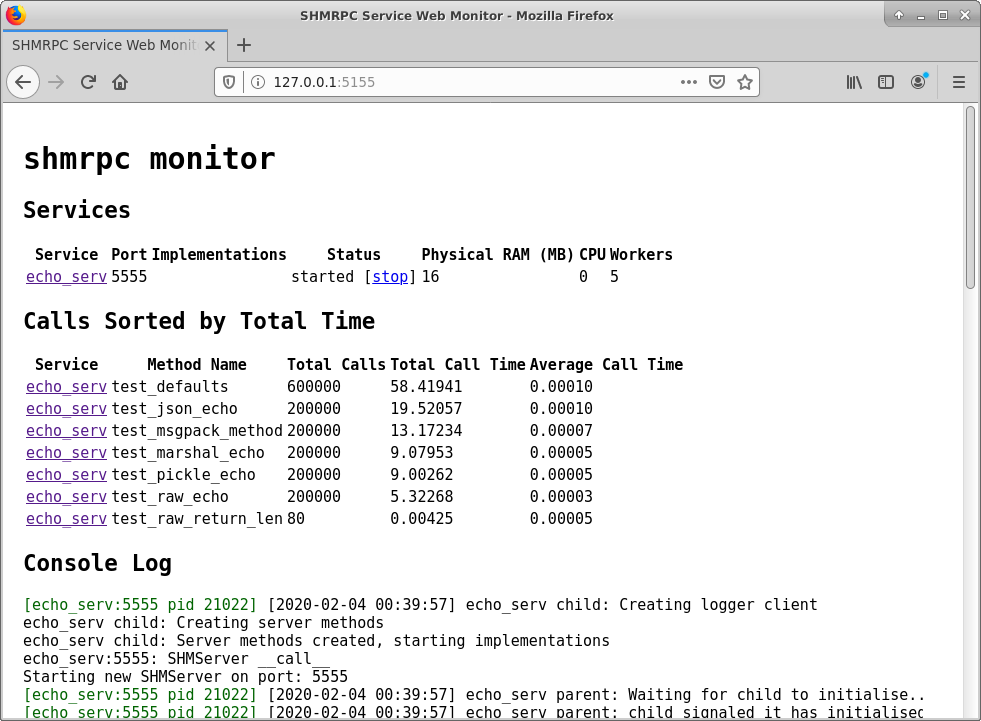 SHMRPC Service Web Monitor - Mozilla Firefox
SHMRPC Service Web Monit
127.0.0.1:5155
shmrpc monitor
Services
Service Port Implementations Status Physical RAM (MB) CPU Workers
echo_serv 5555 started [stop] 16 0 5
Calls Sorted by Total Time
Service Method Name Total Calls Total Call Time Average Call Time
echo_serv test_defaults 600000 58.41941 0.00010
echo_serv test_json_echo 200000 19.52057 0.00010
echo_serv test_msgpack_method 200000 13.17234 0.00007
echo_serv test_marshal_echo 200000 9.07953 0.00005
echo_serv test_pickle_echo 200000 9.00262 0.00005
echo_serv test_raw_echo 200000 5.32268 0.00003
echo_serv test_raw_return_len 80 0.00425 0.00005
Console Log
[echo_serv:5555 pid 21022] [2020-02-04 00:39:57] echo_serv child: Creating logger client
echo_serv child: Creating server methods
echo_serv child: Server methods created, starting implementations
echo_serv:5555: SHMServer __call__
Starting new SHMServer on port: 5555
[echo_serv:5555 pid 21022] [2020-02-04 00:39:57] echo_serv parent: Waiting for child to initialise..
[echo_serv:5555 pid 21022] [2020-02-04 00:39:57] echo_serv parent: child signaled it has initialised